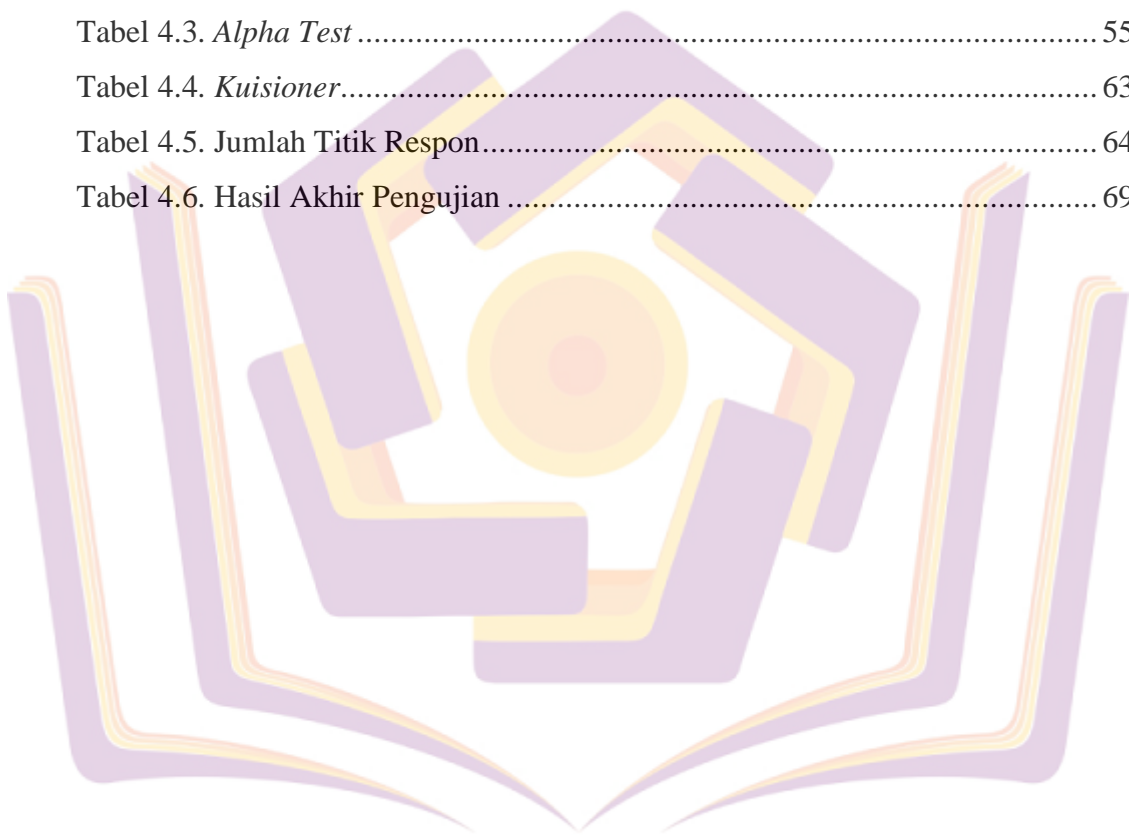 Tabel 4.3. Alpha Test ........................................................................................................ 55
Tabel 4.4. Kuisioner........................................................................................................... 63
Tabel 4.5. Jumlah Titik Respon......................................................................................... 64
Tabel 4.6. Hasil Akhir Pengujian ...................................................................................... 69